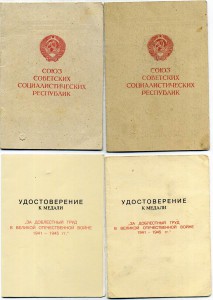 СОЮЗ
СОВЕТСКИХ
СОЦИАЛИСТИЧЕСКИХ
РЕСПУБЛИК
СОЮЗ
СОВЕТСКИХ
СОЦИАЛИСТИЧЕСКИХ
РЕСПУБЛИК
УДОСТОВЕРЕНИЕ
К МЕДАЛИ
„ЗА ДОБЛЕСТНЫЙ ТРУД
В ВЕЛИКОЙ ОТЕЧЕСТВЕННОЙ ВОЙНЕ
1941 - 1945 гг."
УДОСТОВЕРЕНИЕ
К МЕДАЛИ
„ЗА ДОБЛЕСТНЫЙ ТРУД
В ВЕЛИКОЙ ОТЕЧЕСТВЕННОЙ ВОЙНЕ
1941 - 1945 гг."